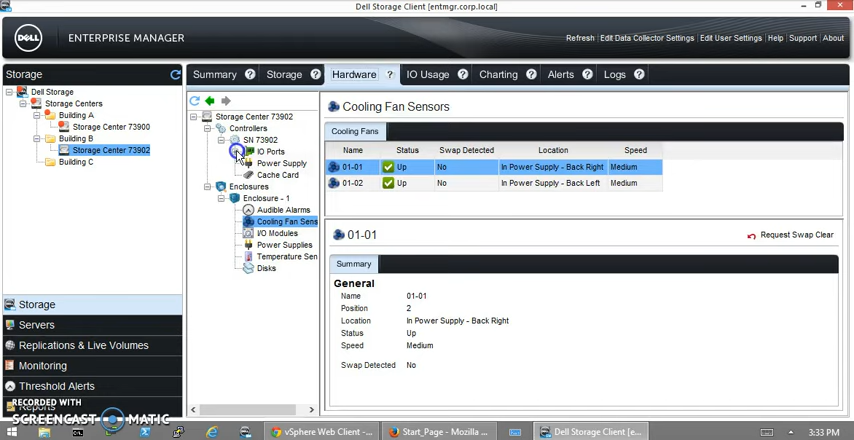 Dell Storage Client [entmgr.corp.local]
DELL ENTERPRISE MANAGER
Refresh Edit Data Collector Settings Edit User Settings Help Support About
Storage
Summary ? Storage ? Hardware ? IO Usage ? Charting ? Alerts ? Logs ?
Dell Storage
Storage Centers
Building A
Storage Center 73900
Building B
Storage Center 73902
Building C
Storage Center 73902
Controllers
SN 73902
IO Ports
Power Supply
Cache Card
Enclosures
Enclosure - 1
Audible Alarms
Cooling Fan Sens
I/O Modules
Power Supplies
Temperature Sen
Disks
Cooling Fan Sensors
Cooling Fans
Name Status Swap Detected Location Speed
01-01 Up No In Power Supply - Back Right Medium
01-02 Up No In Power Supply - Back Left Medium
01-01 Request Swap Clear
Summary
General
Name 01-01
Position 2
Location In Power Supply - Back Right
Status Up
Speed Medium
Swap Detected No
Storage
Servers
Replications & Live Volumes
Monitoring
Threshold Alerts
Reports
RECORDED WITH
SCREENCAST MATIC
vSphere Web Client - ... Start_Page - Mozilla ... Dell Storage Client [e... 3:33 PM